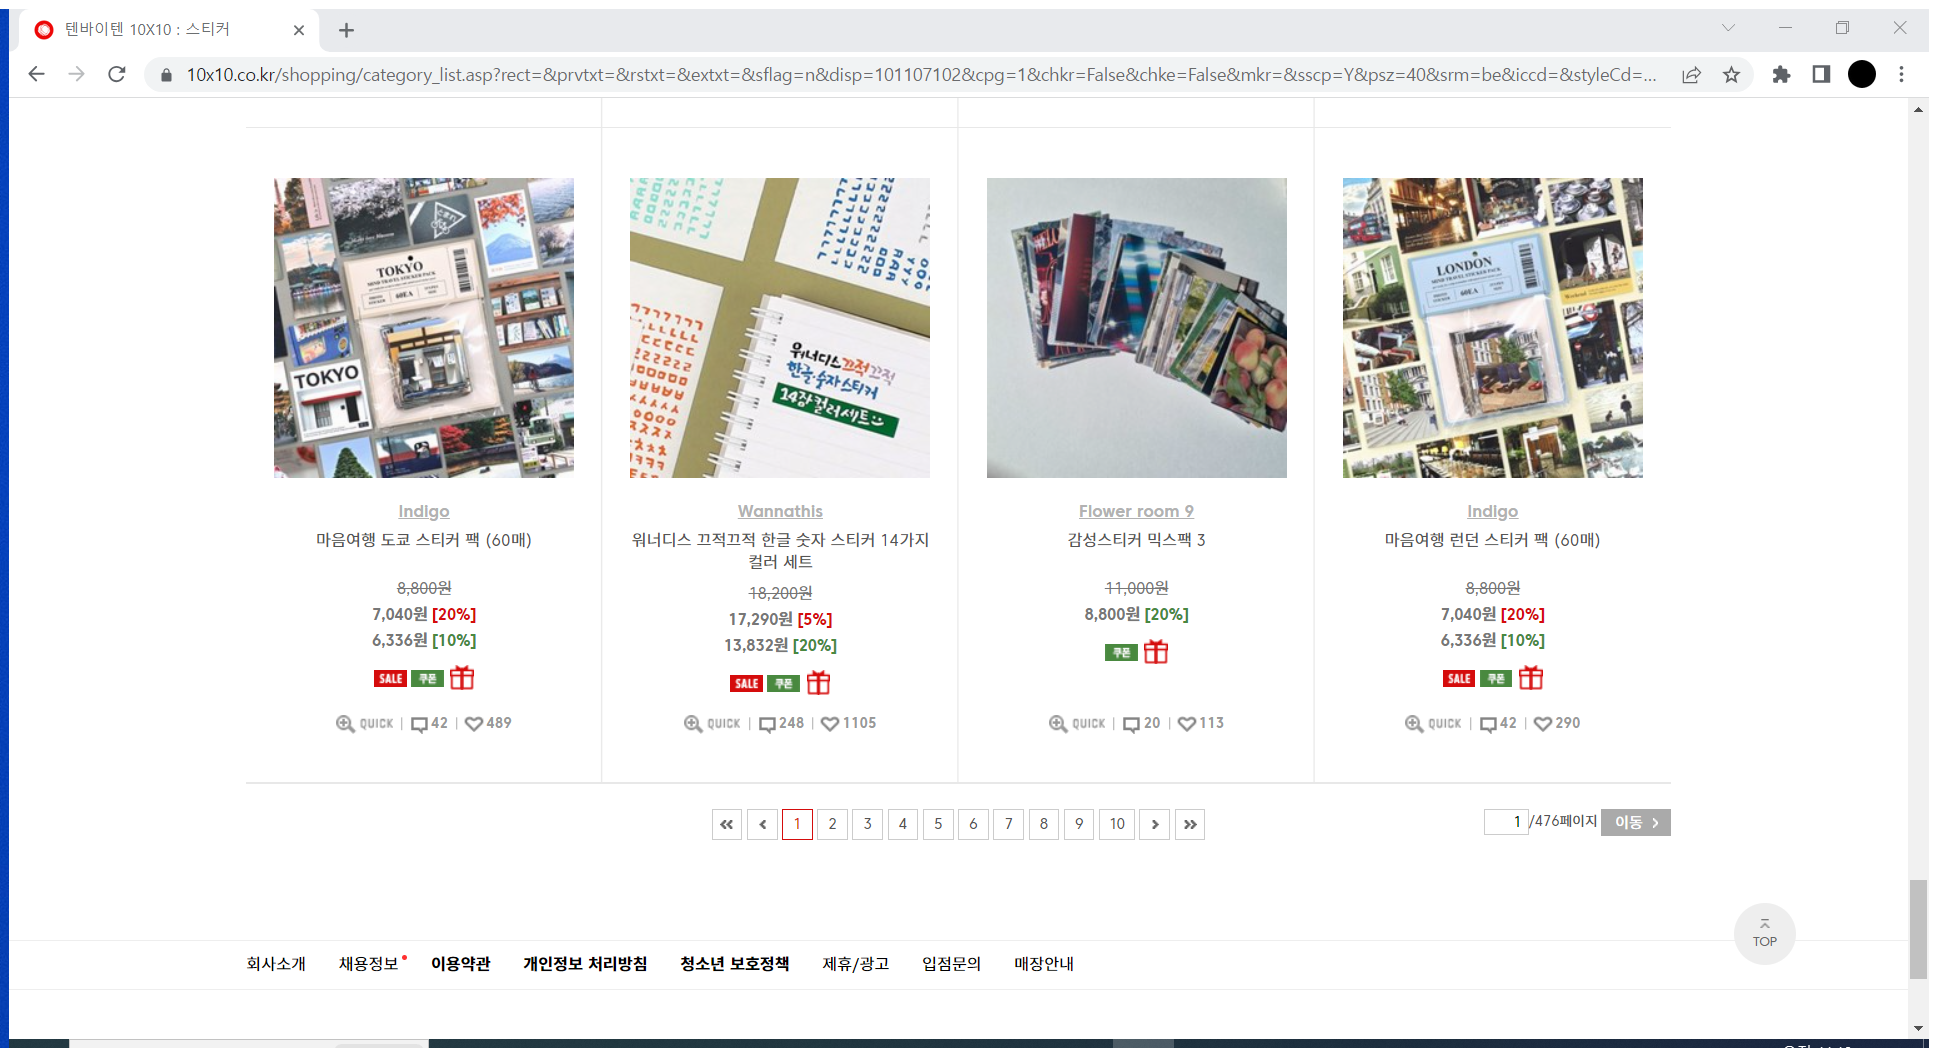 텐바이텐 10X10 : 스티커
10x10.co.kr/shopping/category_list.asp?rect=&prvtxt=&rstxt=&extxt=&sflag=n&disp=101107102&cpg=1&chkr=False&chke=False&mkr=&sscp=Y&psz=40&srm=be&iccd=&styleCd=...
TOKYO
MIND TRAVEL STICKER PACK
60EA
TOKYO
워너디스끄적끄적
한글·숫자스티커
14장컬러세트
LONDON
MIND TRAVEL STICKER PACK
60EA
Indigo
마음여행 도쿄 스티커 팩 (60매)
8,800원
7,040원 [20%]
6,336원 [10%]
SALE 쿠폰
QUICK | 42 | 489
Wannathis
워너디스 끄적끄적 한글 숫자 스티커 14가지
컬러 세트
18,200원
17,290원 [5%]
13,832원 [20%]
SALE 쿠폰
QUICK | 248 | 1105
Flower room 9
감성스티커 믹스팩 3
11,000원
8,800원 [20%]
쿠폰
QUICK | 20 | 113
Indigo
마음여행 런던 스티커 팩 (60매)
8,800원
7,040원 [20%]
6,336원 [10%]
SALE 쿠폰
QUICK | 42 | 290
1 2 3 4 5 6 7 8 9 10
1 /476페이지 이동
TOP
회사소개 채용정보 이용약관 개인정보 처리방침 청소년 보호정책 제휴/광고 입점문의 매장안내